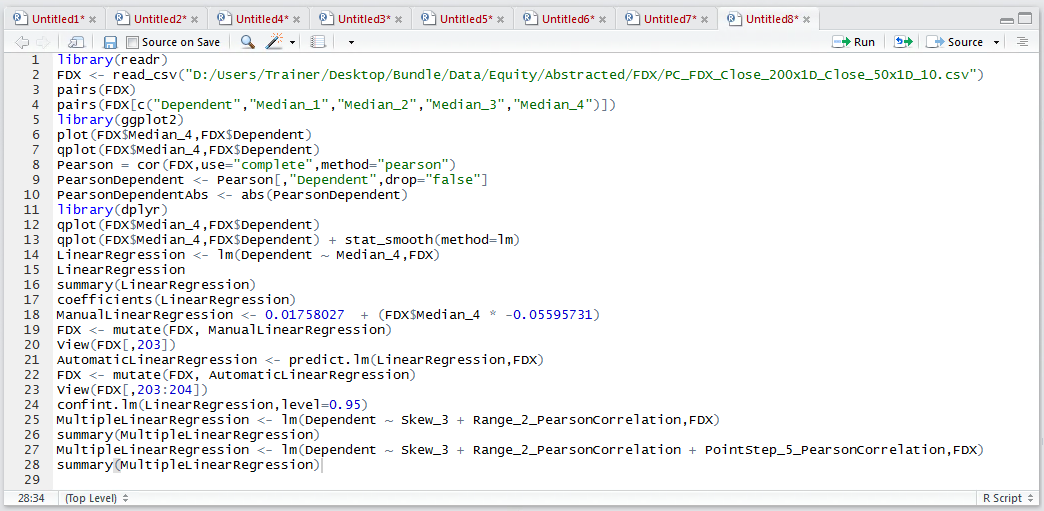 Untitled1* Untitled2* Untitled4* Untitled3* Untitled5* Untitled6* Untitled7* Untitled8*
Source on Save Run Source
1 library(readr)
2 FDX <- read_csv("D:/Users/Trainer/Desktop/Bundle/Data/Equity/Abstracted/FDX/PC_FDX_Close_200x1D_Close_50x1D_10.csv")
3 pairs(FDX)
4 pairs(FDX[c("Dependent","Median_1","Median_2","Median_3","Median_4")])
5 library(ggplot2)
6 plot(FDX$Median_4,FDX$Dependent)
7 qplot(FDX$Median_4,FDX$Dependent)
8 Pearson = cor(FDX,use="complete",method="pearson")
9 PearsonDependent <- Pearson[,"Dependent",drop="false"]
10 PearsonDependentAbs <- abs(PearsonDependent)
11 library(dplyr)
12 qplot(FDX$Median_4,FDX$Dependent)
13 qplot(FDX$Median_4,FDX$Dependent) + stat_smooth(method=lm)
14 LinearRegression <- lm(Dependent ~ Median_4,FDX)
15 LinearRegression
16 summary(LinearRegression)
17 coefficients(LinearRegression)
18 ManualLinearRegression <- 0.01758027  + (FDX$Median_4 * -0.05595731)
19 FDX <- mutate(FDX, ManualLinearRegression)
20 View(FDX[,203])
21 AutomaticLinearRegression <- predict.lm(LinearRegression,FDX)
22 FDX <- mutate(FDX, AutomaticLinearRegression)
23 View(FDX[,203:204])
24 confint.lm(LinearRegression,level=0.95)
25 MultipleLinearRegression <- lm(Dependent ~ Skew_3 + Range_2_PearsonCorrelation,FDX)
26 summary(MultipleLinearRegression)
27 MultipleLinearRegression <- lm(Dependent ~ Skew_3 + Range_2_PearsonCorrelation + PointStep_5_PearsonCorrelation,FDX)
28 summary(MultipleLinearRegression)
29
28:34 (Top Level) R Script